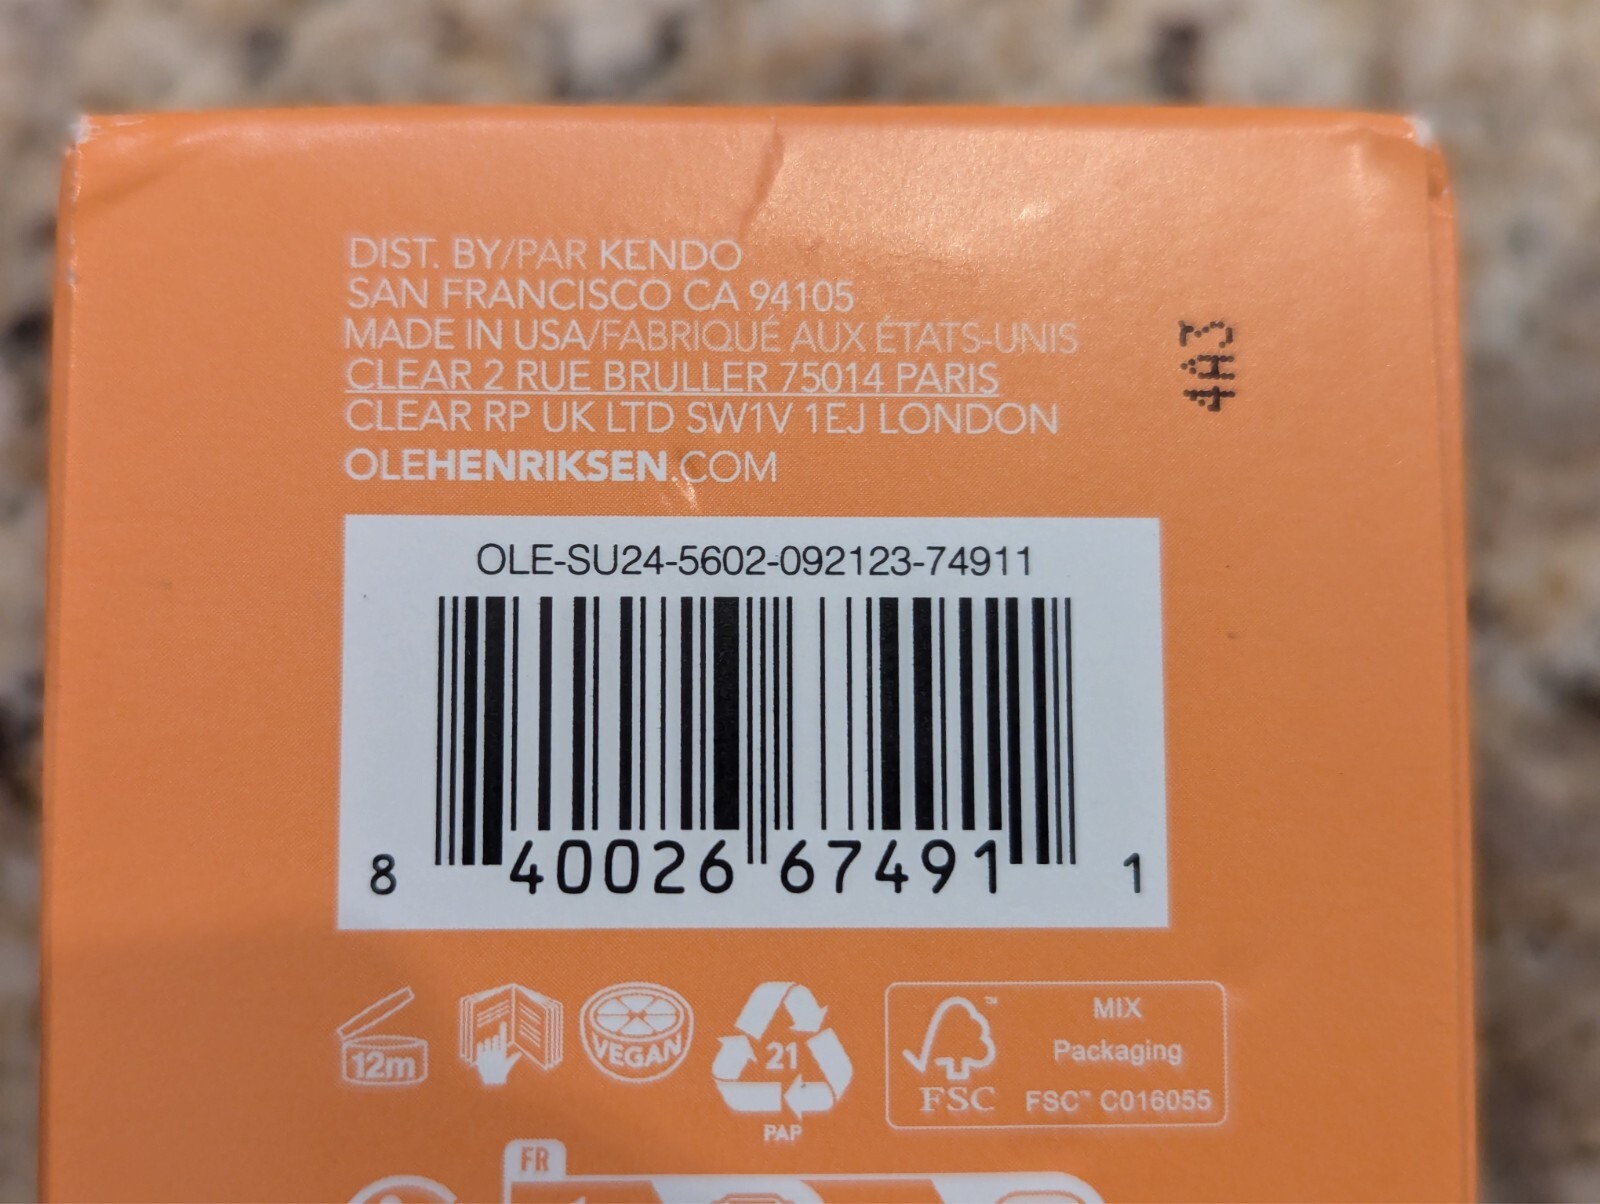 DIST. BY/PAR KENDO
SAN FRANCISCO CA 94105
MADE IN USA/FABRIQUÉ AUX ÉTATS-UNIS
CLEAR 2 RUE BRULLER 75014 PARIS
CLEAR RP UK LTD SW1V 1EJ LONDON
OLEHENRIKSEN.COM
4A3
OLE-SU24-5602-092123-74911
8 40026 67491 1
12m
VEGAN
21
PAP
FSC™
MIX
Packaging
FSC™ C016055
FR